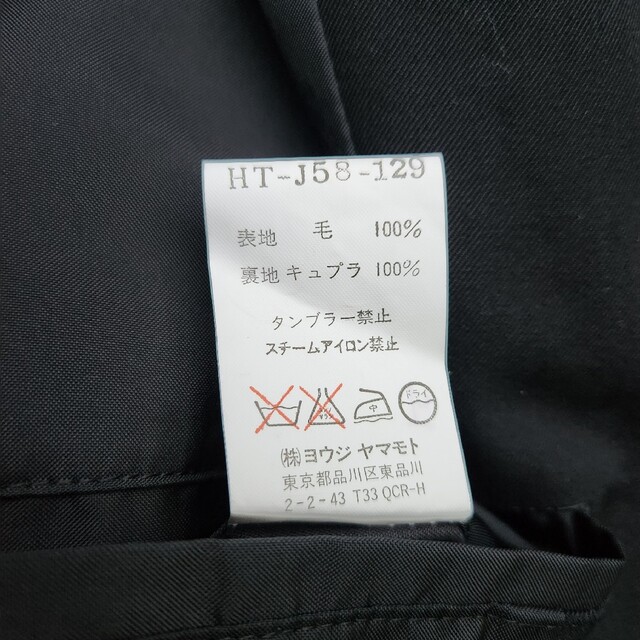 HT-J58-129
表地 毛 100%
裏地 キュプラ 100%
タンブラー禁止
スチームアイロン禁止
中 ドライ
㈱ヨウジ ヤマモト
東京都品川区東品川
2-2-43 T33 QCR-H